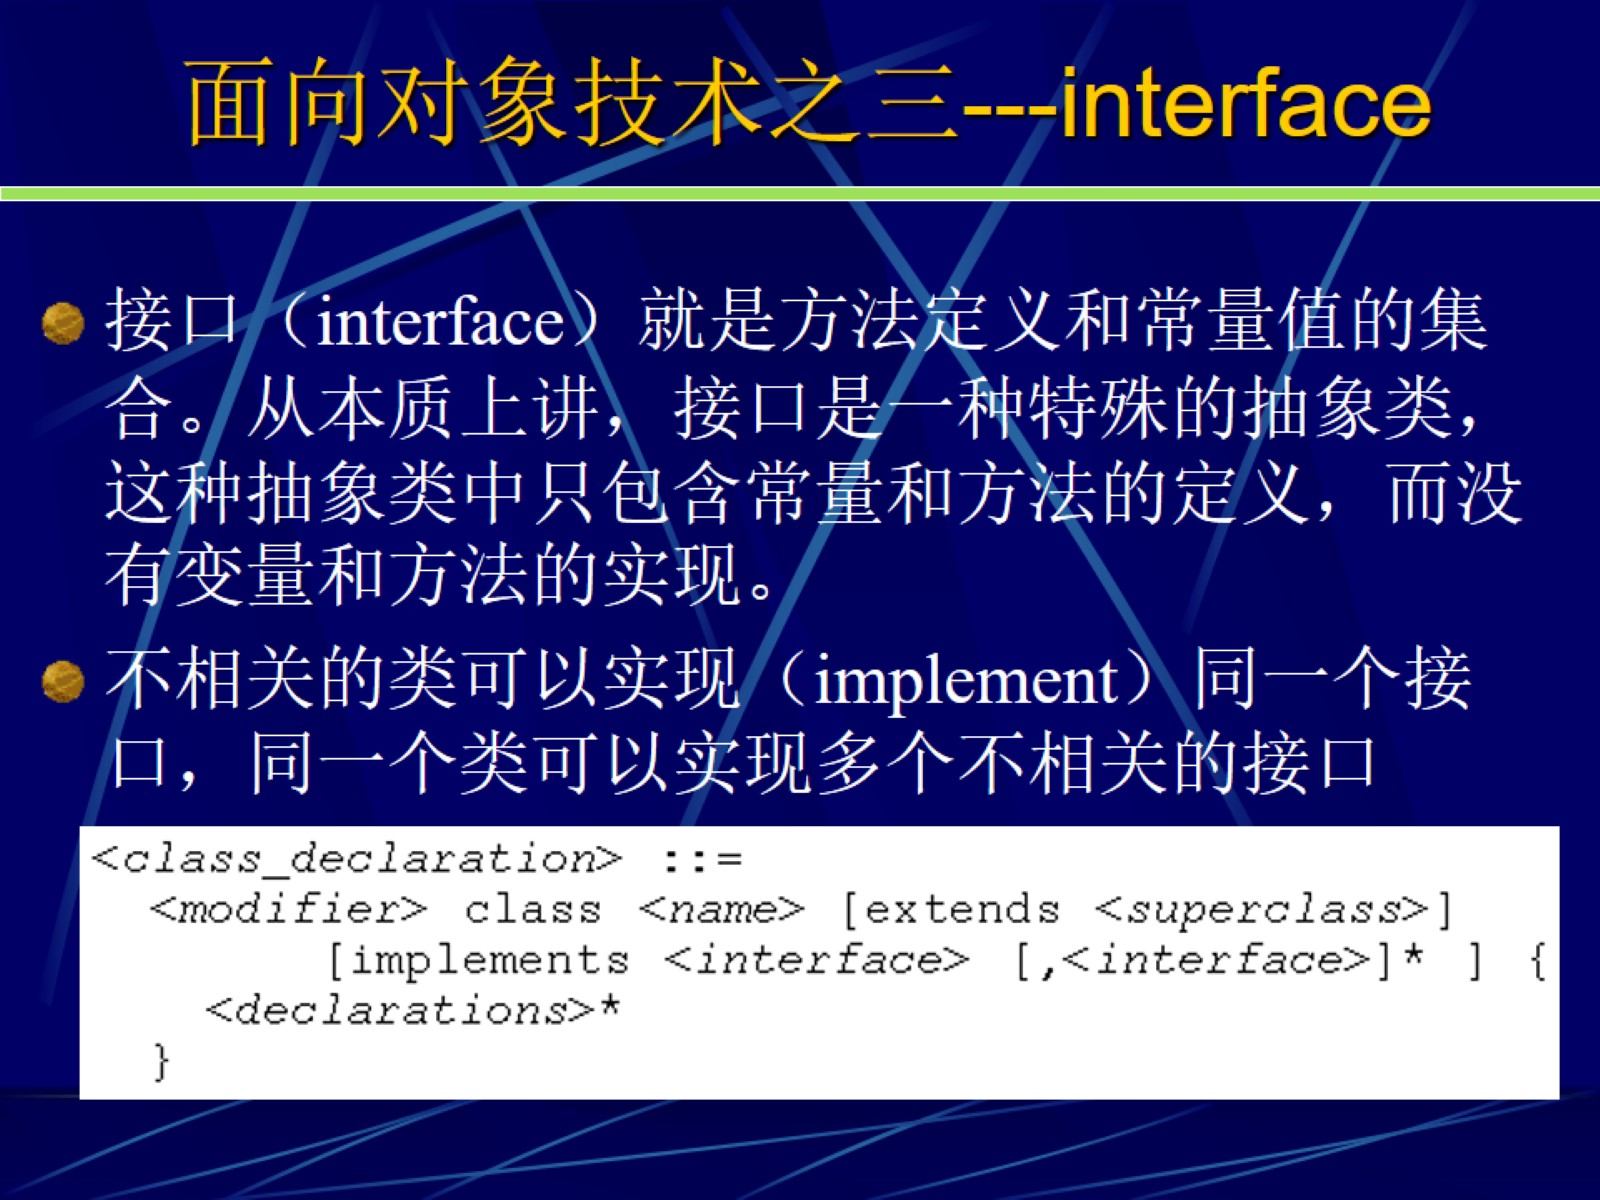 面向对象技术之三---interface
接口（interface）就是方法定义和常量值的集
合。从本质上讲，接口是一种特殊的抽象类，
这种抽象类中只包含常量和方法的定义，而没
有变量和方法的实现。
不相关的类可以实现（implement）同一个接
口，同一个类可以实现多个不相关的接口
<class_declaration> ::=
<modifier> class <name> [extends <superclass>]
[implements <interface> [,<interface>]* ] {
<declarations>*
}